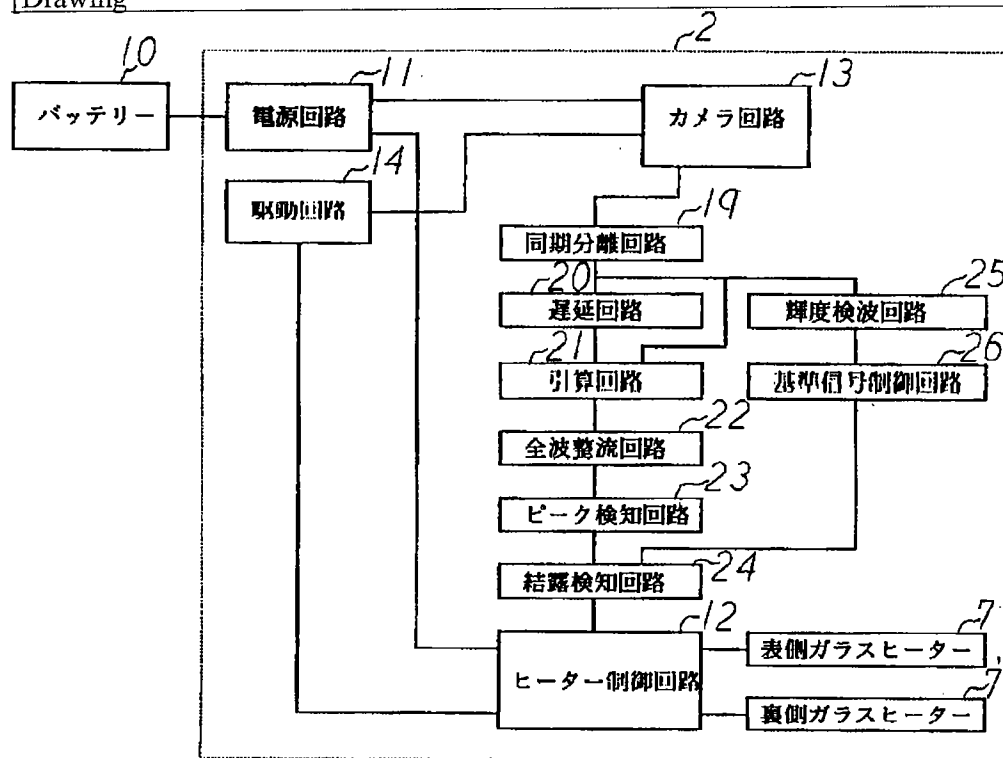 [Drawing
2
10
バッテリー
11
電源回路
13
カメラ回路
14
駆動回路
19
同期分離回路
20
遅延回路
25
輝度検波回路
21
引算回路
26
基準信号制御回路
22
全波整流回路
23
ピーク検知回路
24
結露検知回路
12
ヒーター制御回路
7
表側ガラスヒーター
7'
裏側ガラスヒーター